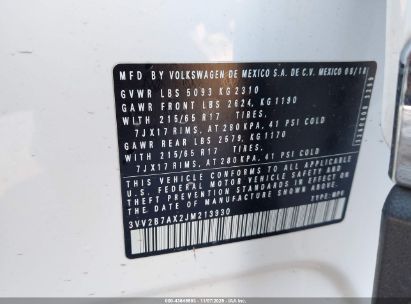 MFD. BY VOLKSWAGEN DE MEXICO S.A. DE C.V. MEXICO 06/18
GVWR LBS 5093 KG 2310
GAWR FRONT LBS 2624, KG 1190
WITH 215/65 R17 TIRES,
7JX17 RIMS, AT 280 KPA, 41 PSI COLD
GAWR REAR LBS 2579, KG 1170
WITH 215/65 R17 TIRES,
7JX17 RIMS, AT 280 KPA, 41 PSI COLD
THIS VEHICLE CONFORMS TO ALL APPLICABLE
U.S. FEDERAL MOTOR VEHICLE SAFETY AND
THEFT PREVENTION STANDARDS IN EFFECT ON
THE DATE OF MANUFACTURE SHOWN ABOVE.
3VV2B7AX2JM213930
TYPE: MPV